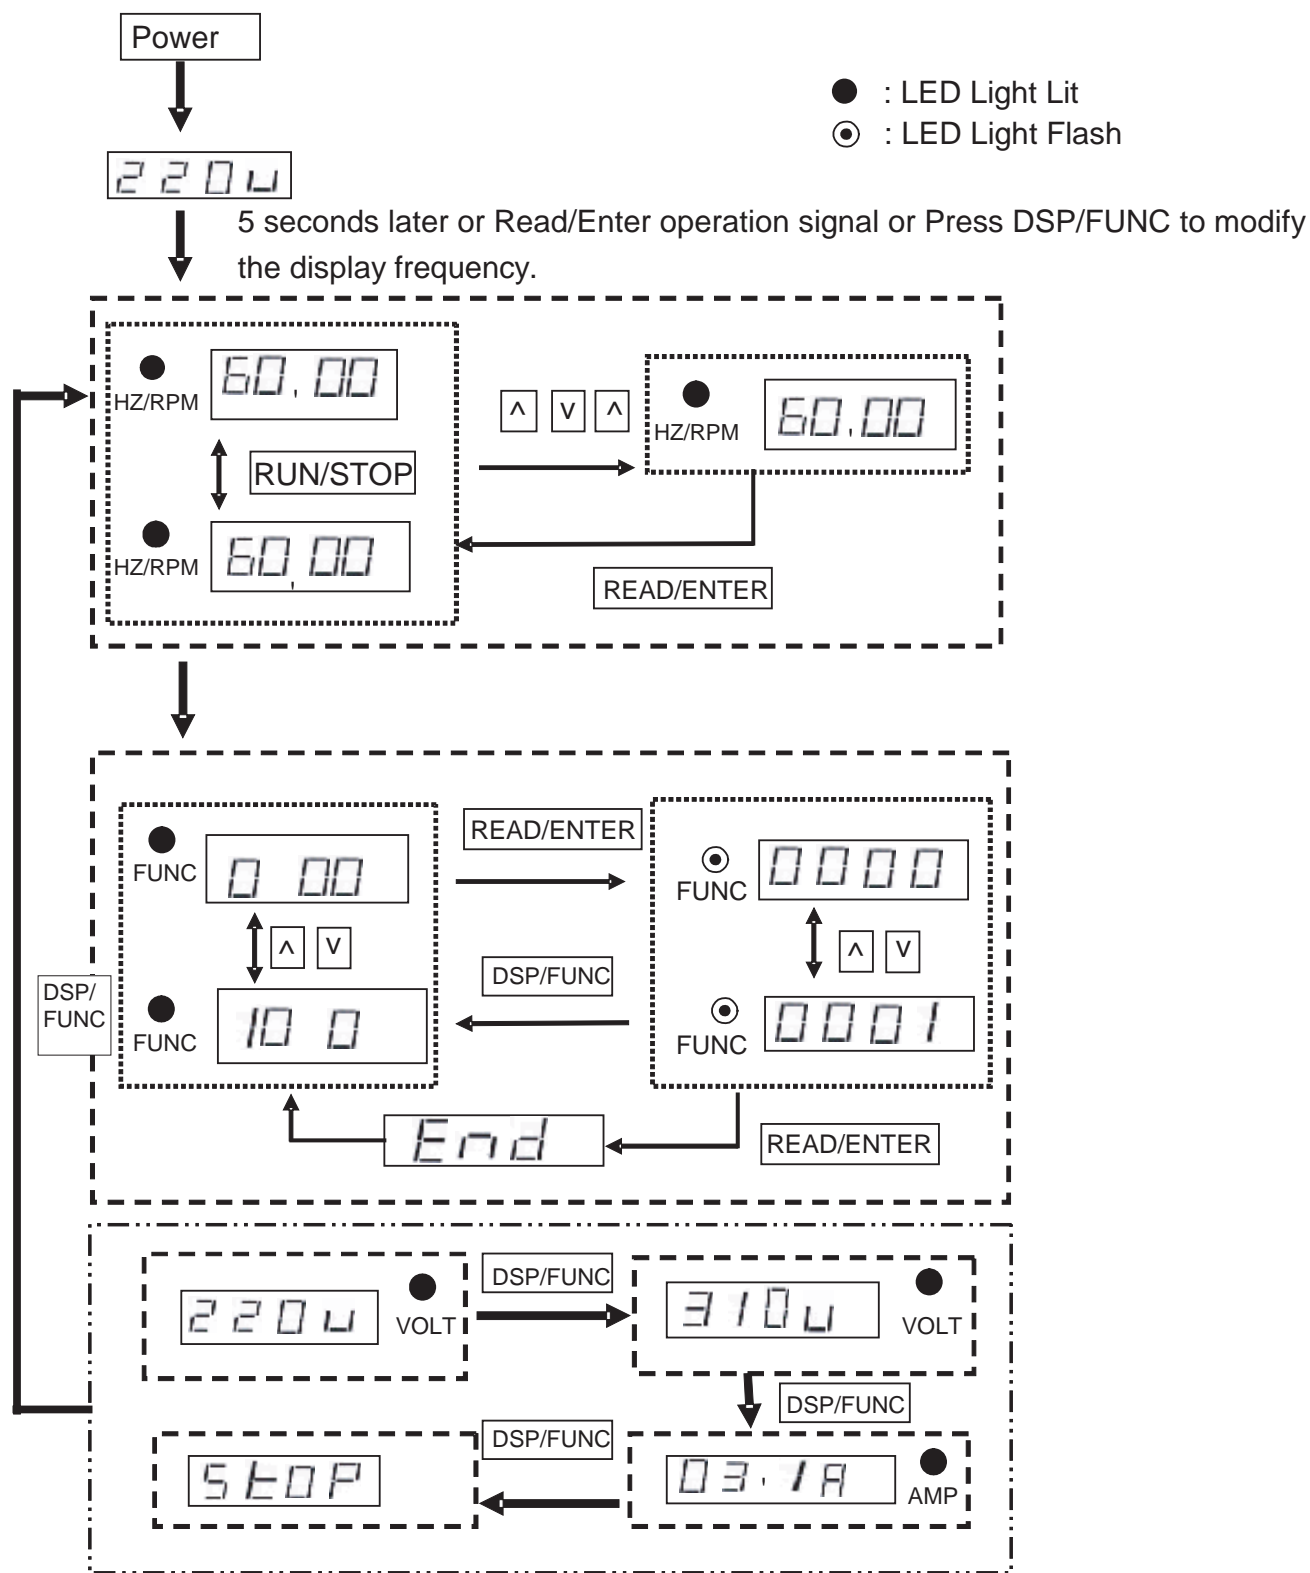 Power
: LED Light Lit
: LED Light Flash
220u
5 seconds later or Read/Enter operation signal or Press DSP/FUNC to modify
the display frequency.
HZ/RPM
60.00
RUN/STOP
HZ/RPM
60.00
^ v ^
HZ/RPM
60.00
READ/ENTER
FUNC
0 00
^ v
FUNC
10 0
READ/ENTER
DSP/FUNC
FUNC
0000
^ v
FUNC
0001
DSP/
FUNC
End
READ/ENTER
220u
VOLT
DSP/FUNC
310u
VOLT
DSP/FUNC
StoP
DSP/FUNC
03.1A
AMP